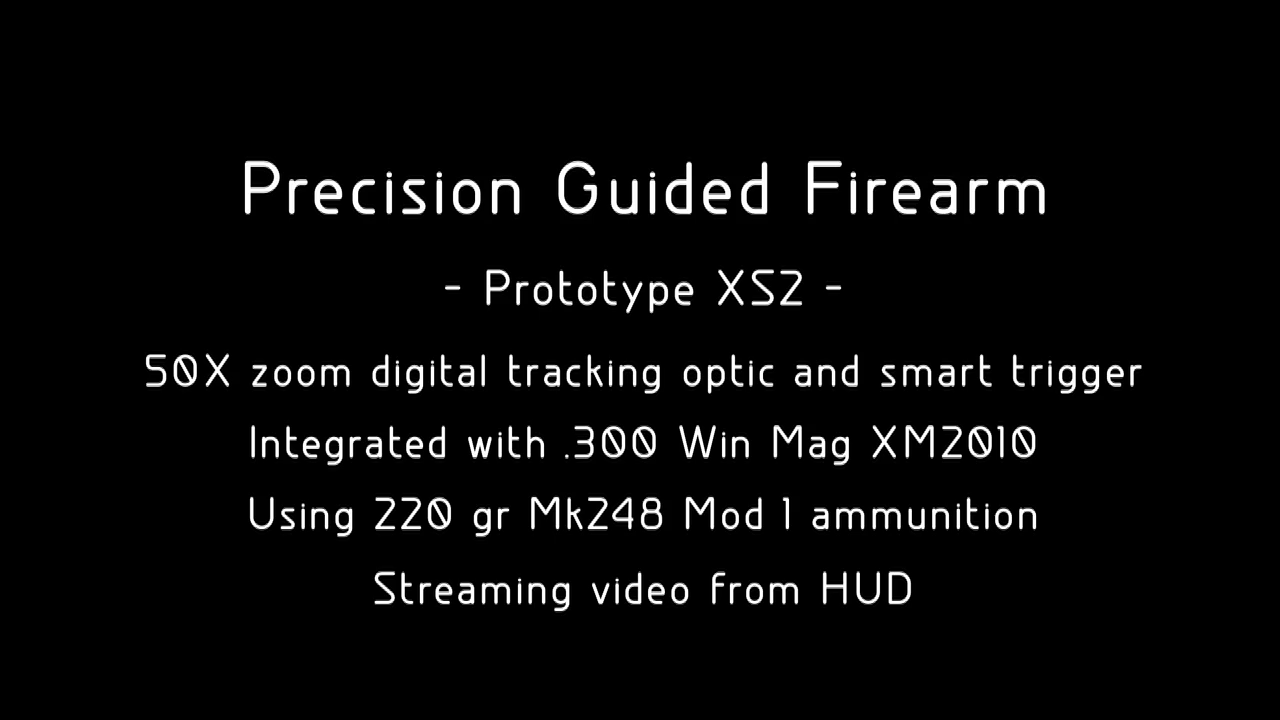 Precision Guided Firearm
- Prototype XS2 -
50X zoom digital tracking optic and smart trigger
Integrated with .300 Win Mag XM2010
Using 220 gr Mk248 Mod 1 ammunition
Streaming video from HUD